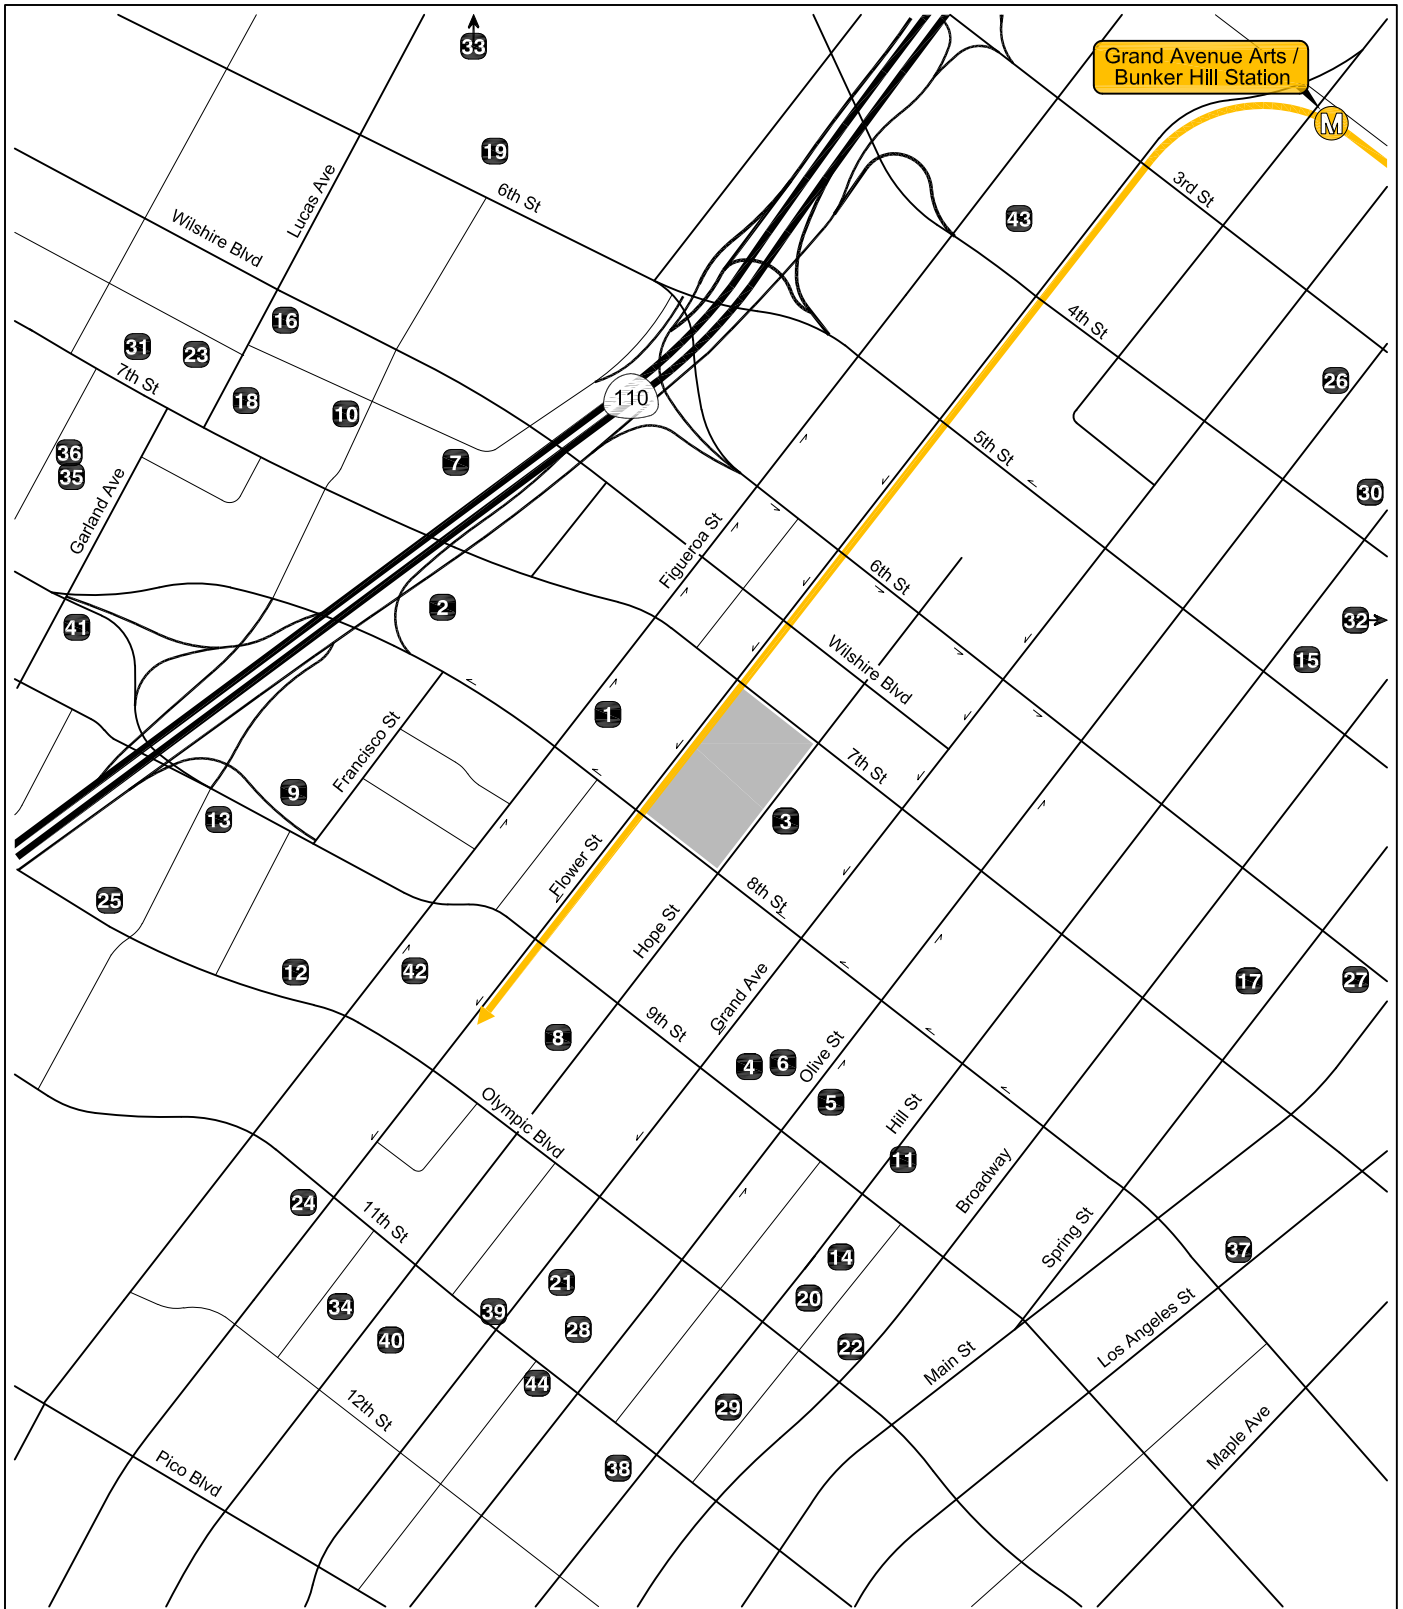 33
Grand Avenue Arts /
Bunker Hill Station
M
19
6th St
3rd St
Lucas Ave
43
Wilshire Blvd
16
4th St
31
23
7th St
26
18
10
110
36
35
7
5th St
30
Garland Ave
Figueroa St
6th St
2
41
32
15
Wilshire Blvd
1
Francisco St
7th St
9
13
3
Flower St
8th St
25
Hope St
12
42
Grand Ave
17
27
9th St
8
4
6
Olive St
5
Hill St
Olympic Blvd
11
Broadway
24
11th St
Spring St
14
37
21
20
34
39
28
40
22
Los Angeles St
Main St
44
12th St
29
Maple Ave
38
Pico Blvd